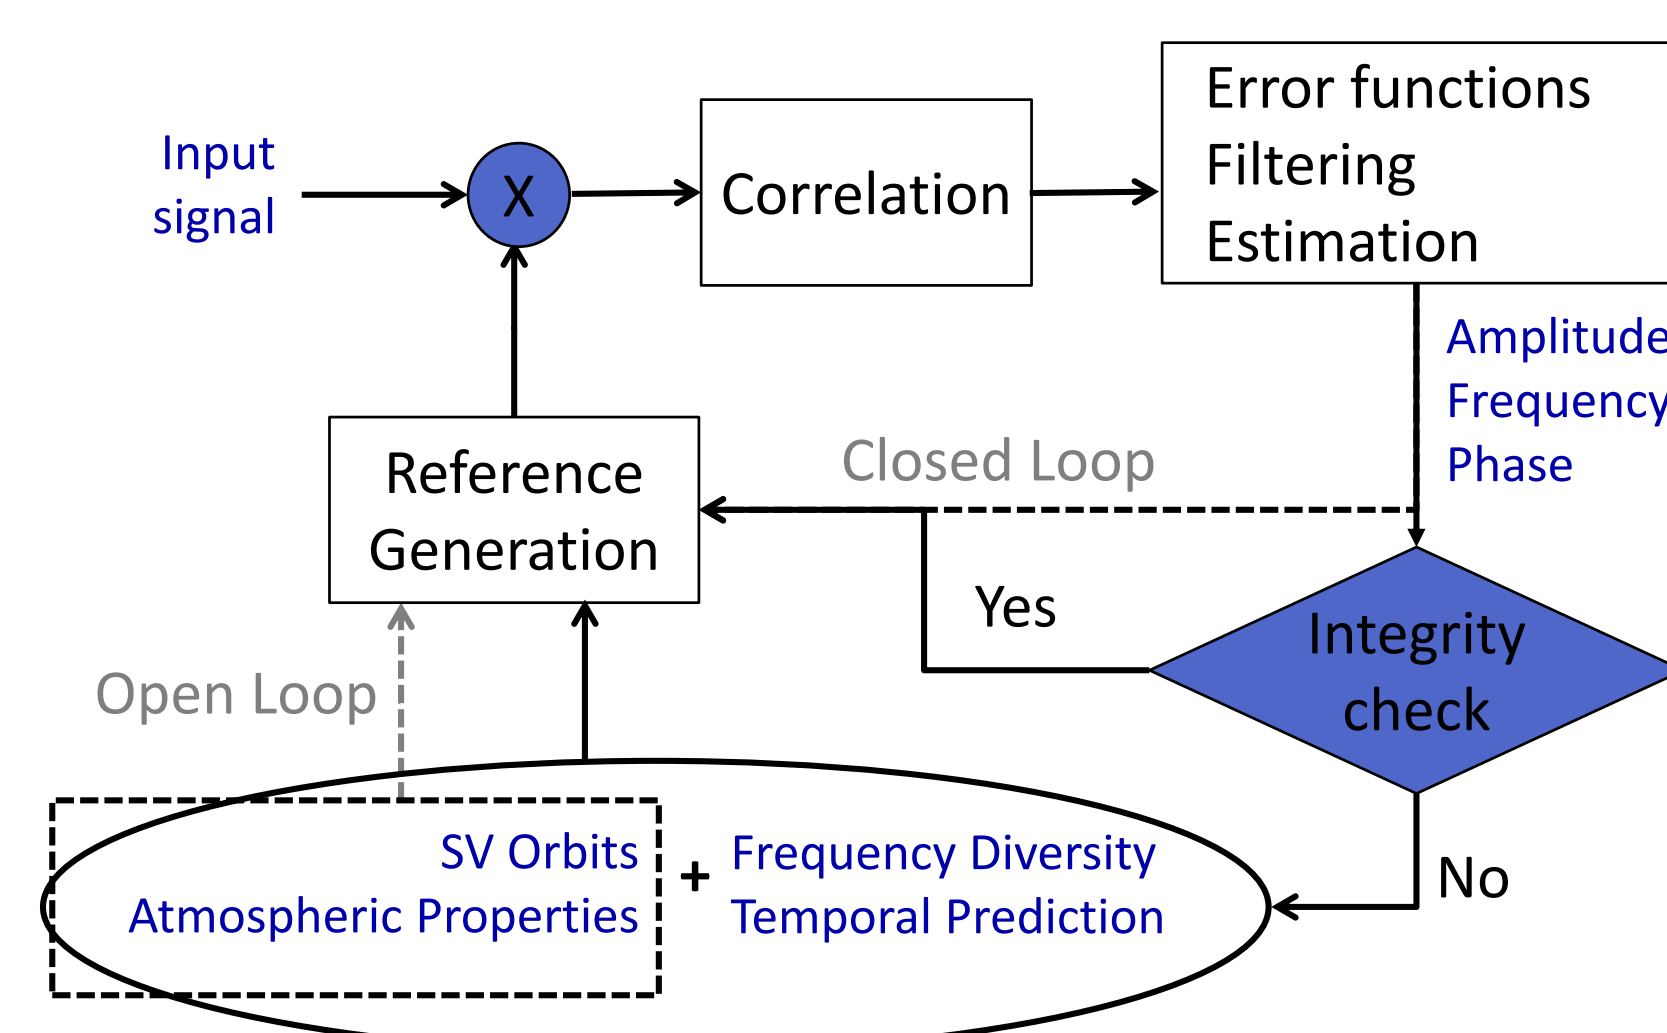 Error functions
Filtering
Estimation
Input
signal
X
Correlation
Amplitude
Frequency
Phase
Closed Loop
Reference
Generation
Yes
Integrity
check
Open Loop
SV Orbits
Atmospheric Properties
+
Frequency Diversity
Temporal Prediction
No